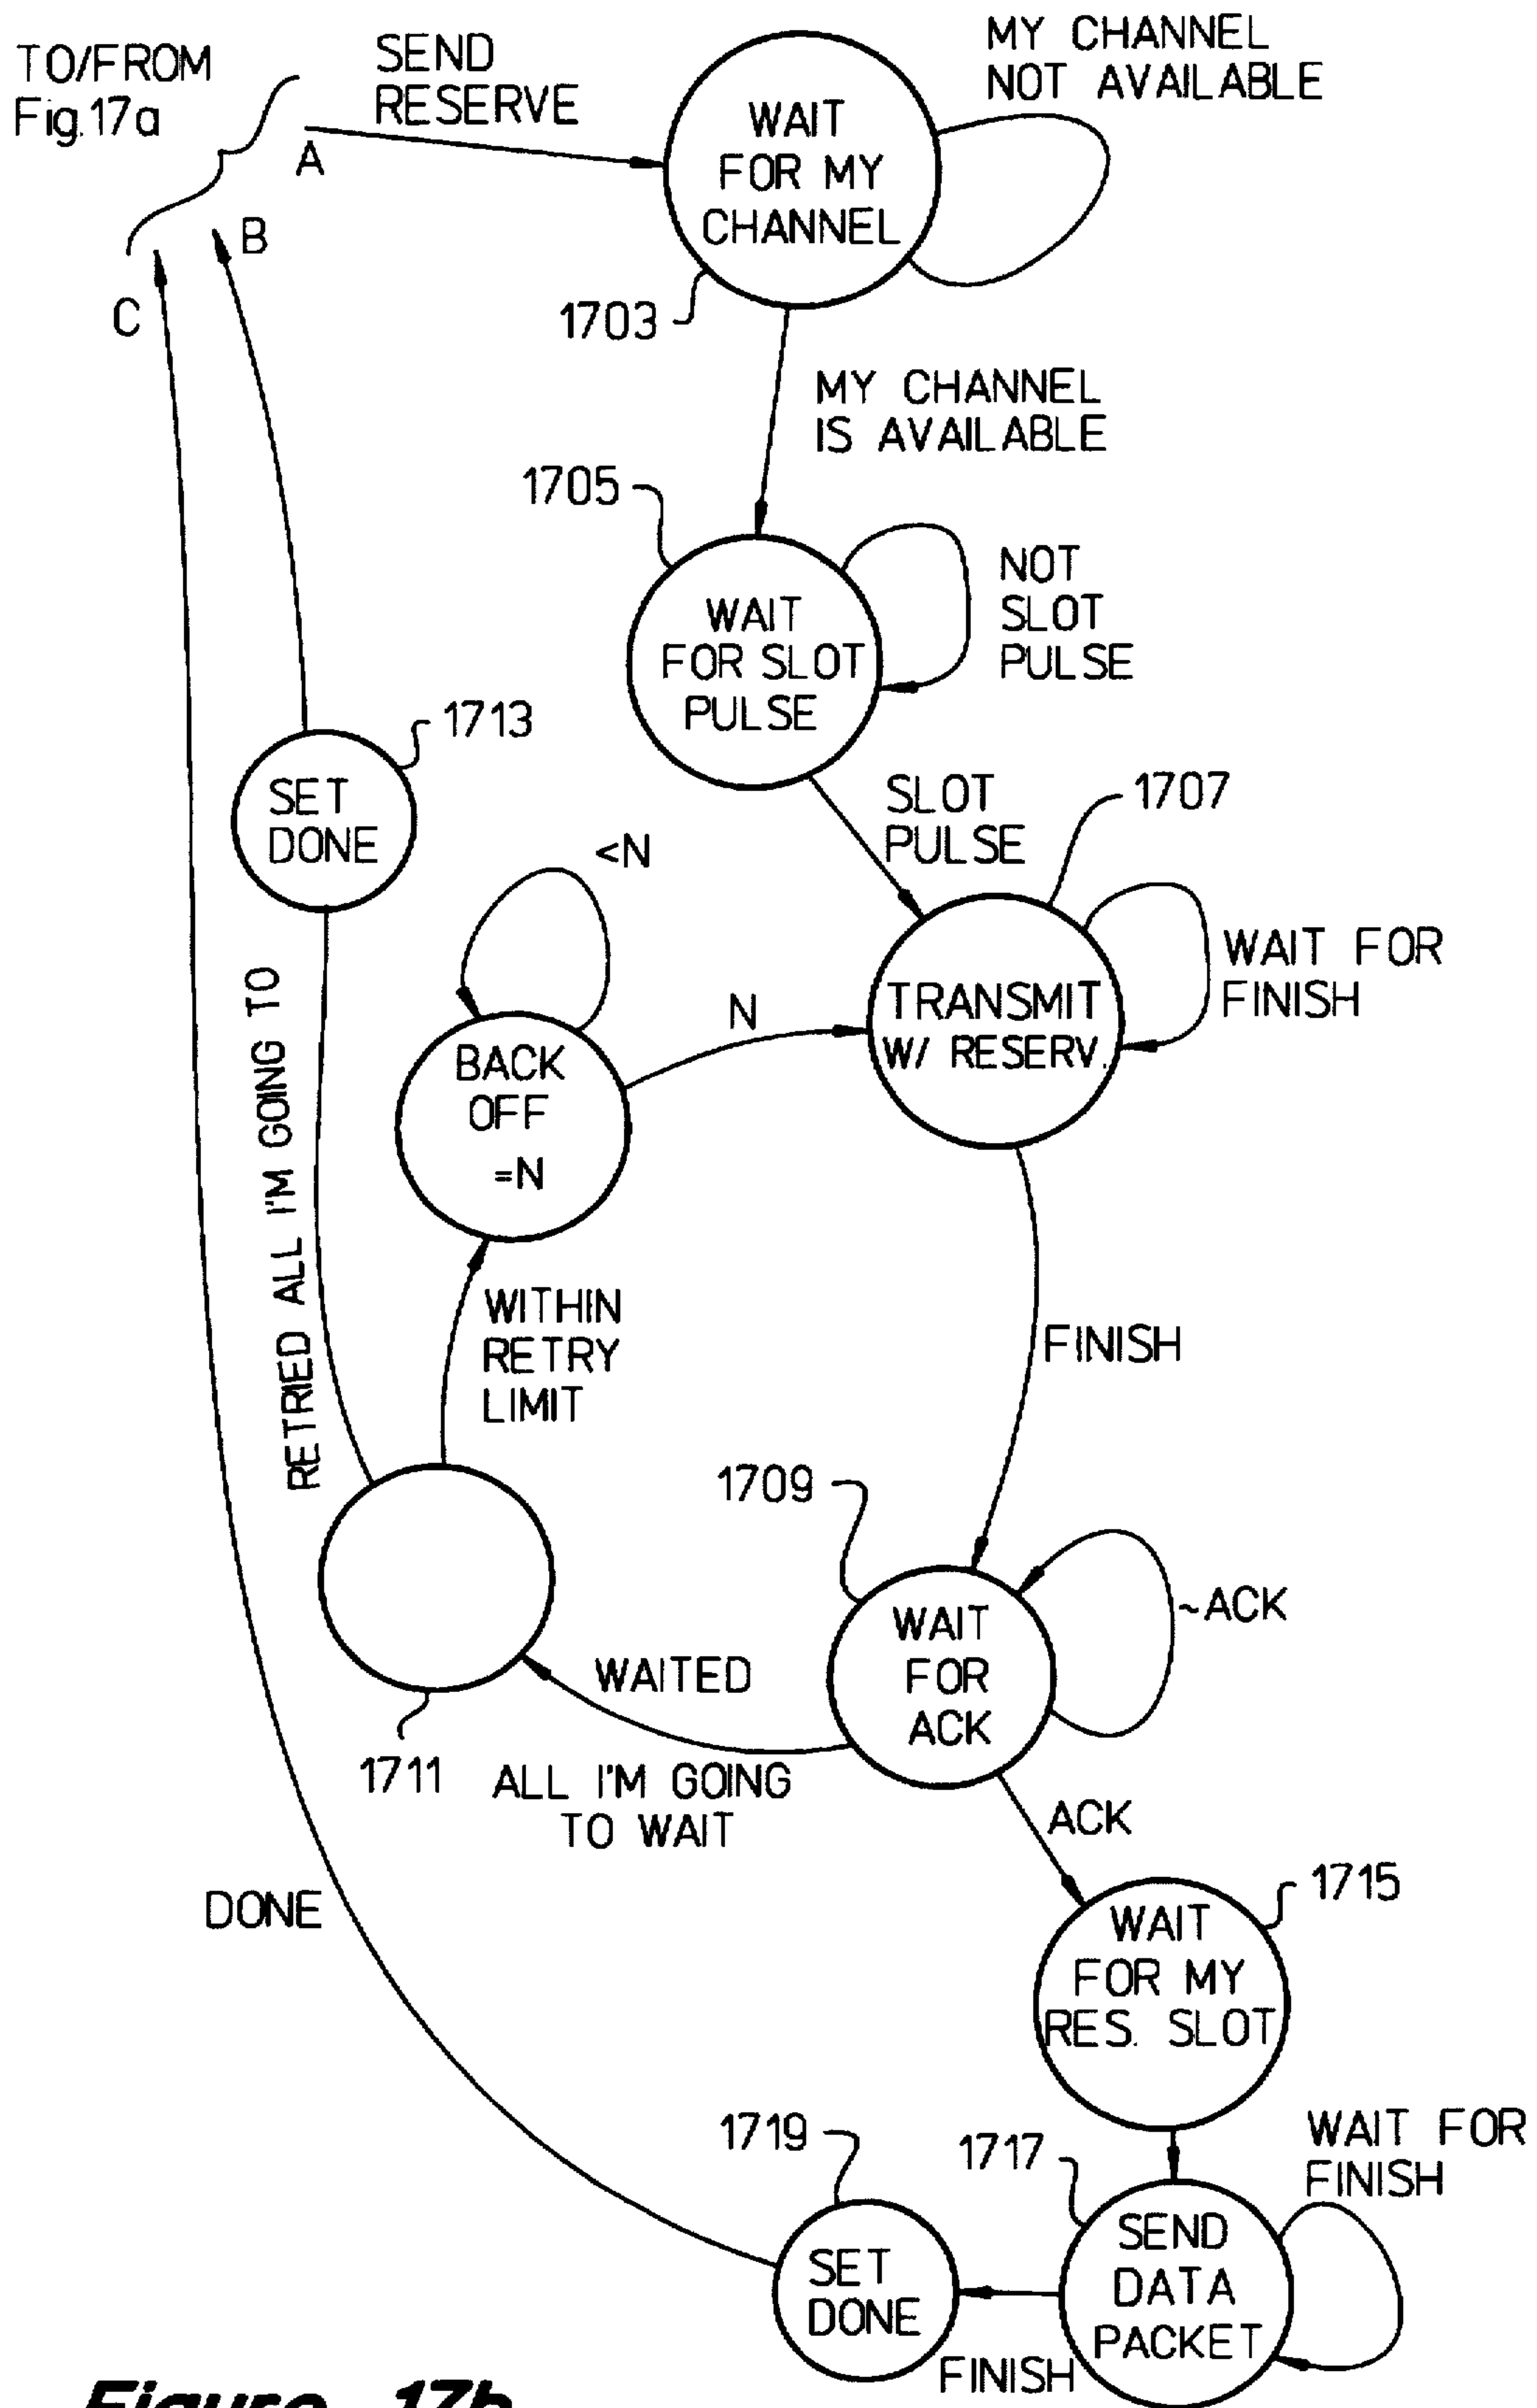 TO/FROM
Fig.17a
SEND
RESERVE
A
B
C
WAIT
FOR MY
CHANNEL
MY CHANNEL
NOT AVAILABLE
1703
MY CHANNEL
IS AVAILABLE
1705
WAIT
FOR SLOT
PULSE
NOT
SLOT
PULSE
1713
SET
DONE
SLOT
PULSE
1707
<N
TRANSMIT
W/ RESERV.
WAIT FOR
FINISH
N
BACK
OFF
=N
RETRIED ALL I'M GOING TO
WITHIN
RETRY
LIMIT
FINISH
1709
WAIT
FOR
ACK
~ACK
WAITED
ALL I'M GOING
TO WAIT
1711
ACK
DONE
1715
WAIT
FOR MY
RES. SLOT
1719
1717
WAIT FOR
FINISH
SET
DONE
SEND
DATA
PACKET
FINISH
Figure 17b